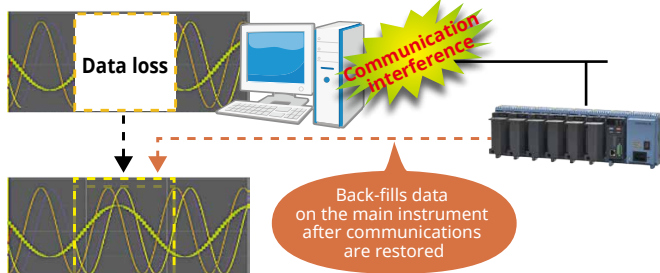 Data loss
Communication
interference
Back-fills data
on the main instrument
after communications
are restored